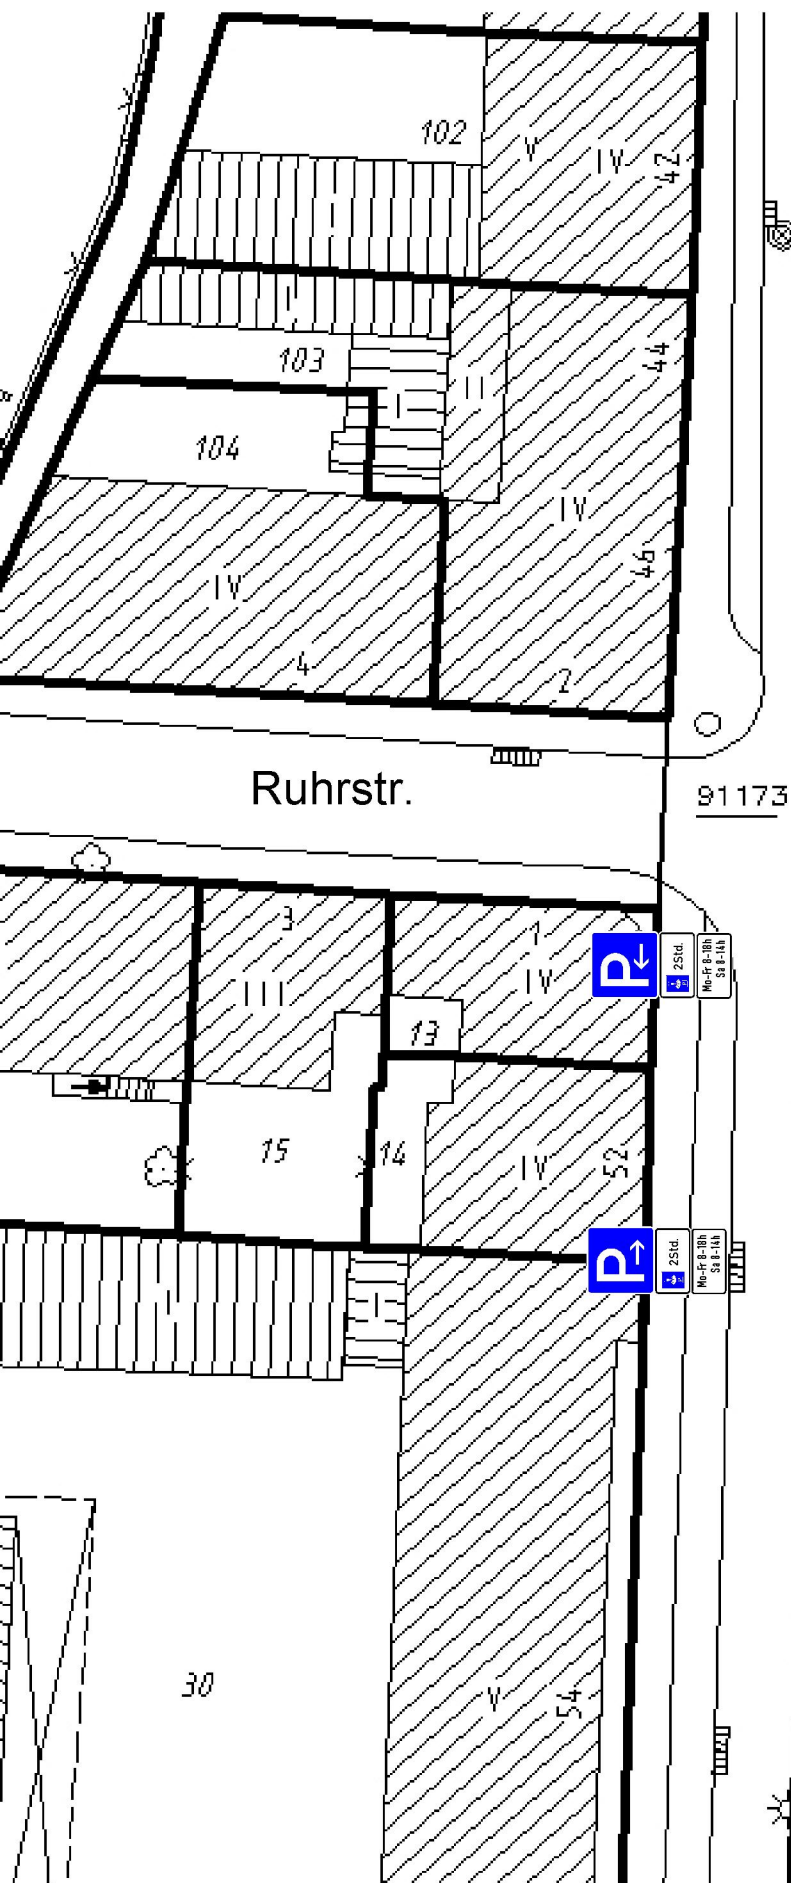 102
V
IV
42
103
I
II
44
104
IV
46
IV
4
2
Ruhrstr.
91173
3
1
IV
III
13
P
2Std.
Mo-Fr 8-18h
Sa 8-14h
15
14
IV
52
P
2Std.
Mo-Fr 8-18h
Sa 8-14h
I
I
30
V
54